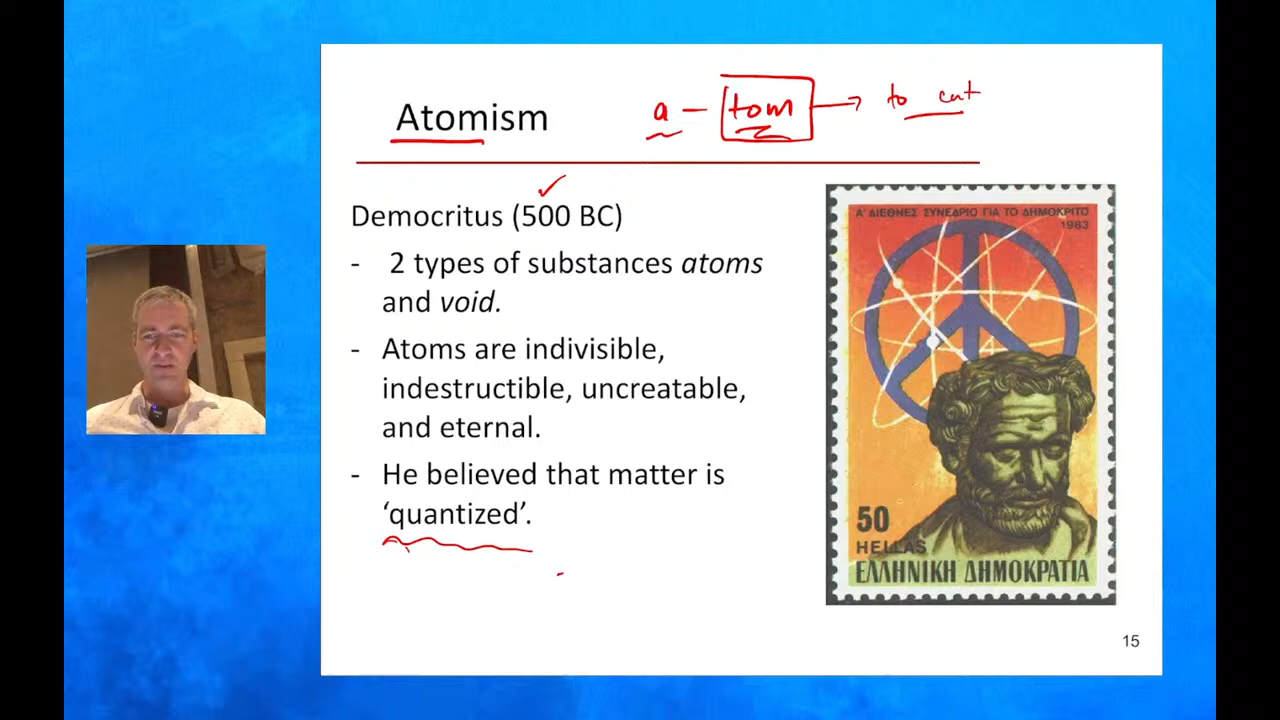 Atomism
a - tom → to cut
Democritus (500 BC)
- 2 types of substances atoms
and void.
- Atoms are indivisible,
indestructible, uncreatable,
and eternal.
- He believed that matter is
‘quantized’.
Α' ΔΙΕΘΝΕΣ ΣΥΝΕΔΡΙΟ ΓΙΑ ΤΟ ΔΗΜΟΚΡΙΤΟ
1983
50
HELLAS
ΕΛΛΗΝΙΚΗ ΔΗΜΟΚΡΑΤΙΑ
15